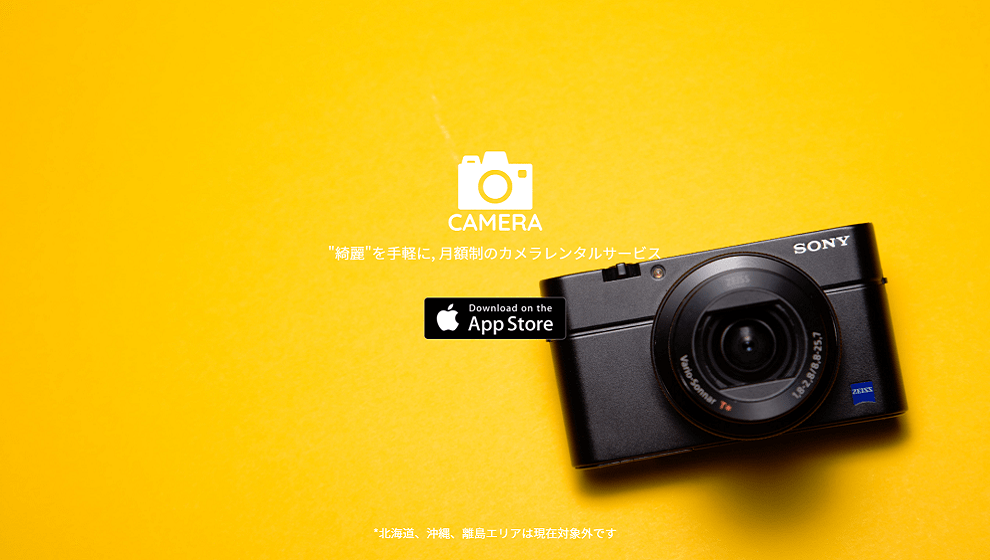 CAMERA
"綺麗"を手軽に, 月額制のカメラレンタルサービス
SONY
Download on the
App Store
ZEISS
Vario-Sonnar T* 1,8-2,8/8,8-25,7
ZEISS
*北海道、沖縄、離島エリアは現在対象外です